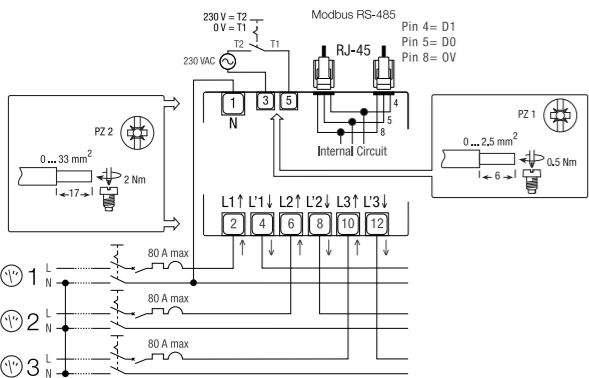 230 V = T2
0 V = T1
T2 T1
230 VAC
Modbus RS-485
RJ-45
Pin 4= D1
Pin 5= D0
Pin 8= 0V
1
N
3 5
4
5
8
Internal Circuit
PZ 2
0 ... 33 mm2
2 Nm
17
PZ 1
0 ... 2.5 mm2
0.5 Nm
6
L1↑ L'1↓ L2↑ L'2↓ L3↑ L'3↓
2 4 6 8 10 12
80 A max
1 L
N
80 A max
2 L
N
80 A max
3 L
N